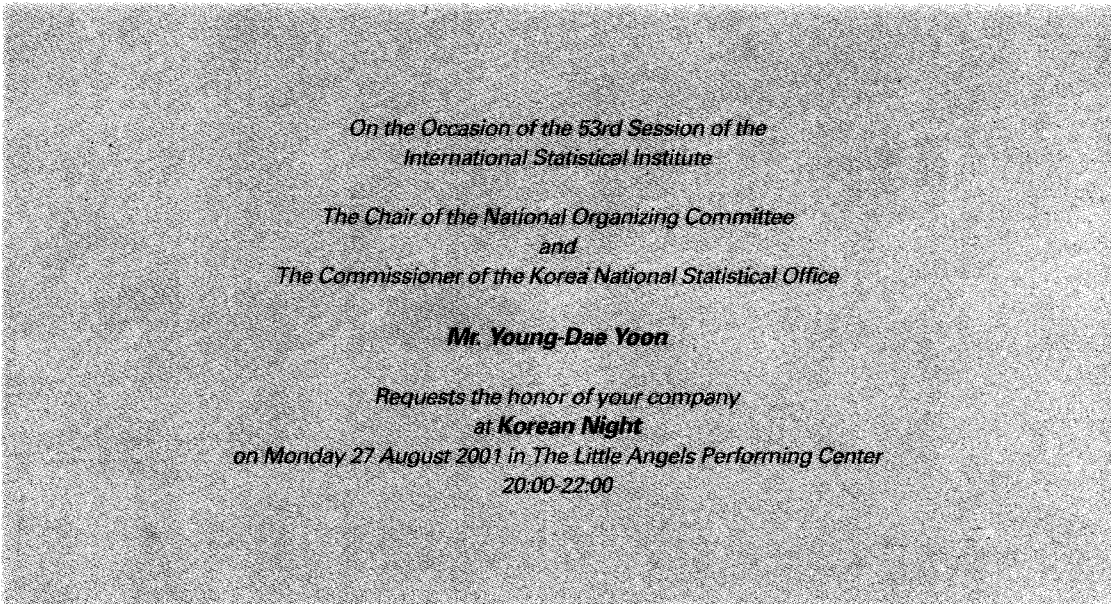 On the Occasion of the 53rd Session of the
International Statistical Institute
The Chair of the National Organizing Committee
and
The Commissioner of the Korea National Statistical Office
Mr. Young-Dae Yoon
Requests the honor of your company
at Korean Night
on Monday 27 August 2001 in The Little Angels Performing Center
20:00-22:00